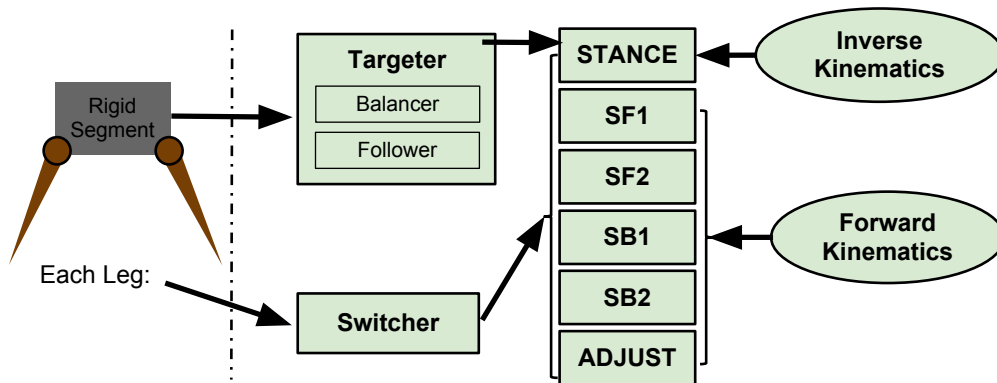 Rigid
Segment
Each Leg:
Targeter
Balancer
Follower
Switcher
STANCE
SF1
SF2
SB1
SB2
ADJUST
Inverse
Kinematics
Forward
Kinematics